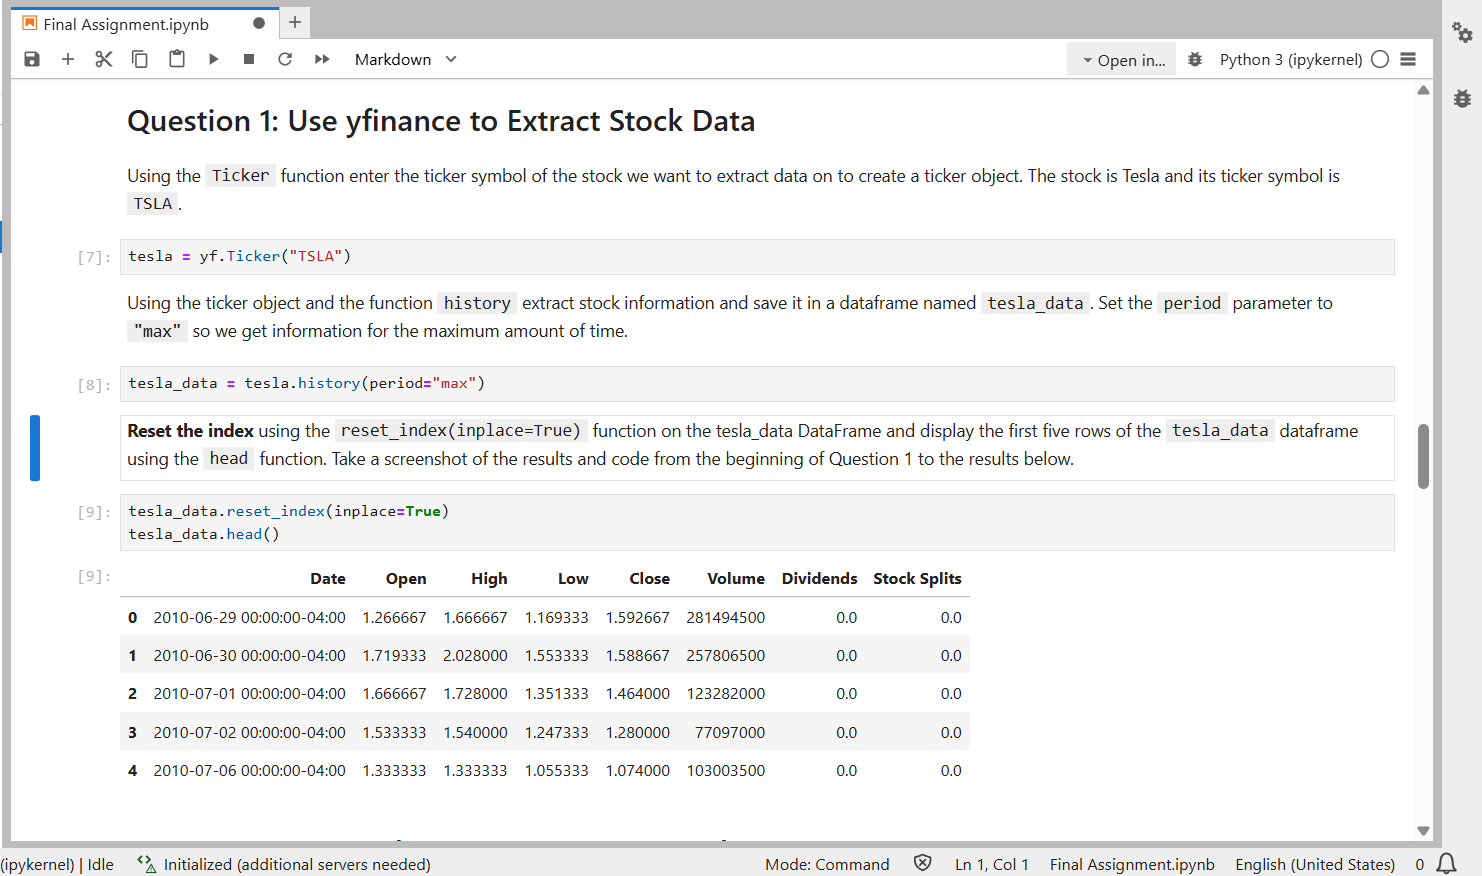 Final Assignment.ipynb
Markdown
Open in...
Python 3 (ipykernel)
Question 1: Use yfinance to Extract Stock Data
Using the Ticker function enter the ticker symbol of the stock we want to extract data on to create a ticker object. The stock is Tesla and its ticker symbol is
TSLA.
[7]: tesla = yf.Ticker("TSLA")
Using the ticker object and the function history extract stock information and save it in a dataframe named tesla_data. Set the period parameter to
"max" so we get information for the maximum amount of time.
[8]: tesla_data = tesla.history(period="max")
Reset the index using the reset_index(inplace=True) function on the tesla_data DataFrame and display the first five rows of the tesla_data dataframe
using the head function. Take a screenshot of the results and code from the beginning of Question 1 to the results below.
[9]: tesla_data.reset_index(inplace=True)
tesla_data.head()
[9]: Date Open High Low Close Volume Dividends Stock Splits
0 2010-06-29 00:00:00-04:00 1.266667 1.666667 1.169333 1.592667 281494500 0.0 0.0
1 2010-06-30 00:00:00-04:00 1.719333 2.028000 1.553333 1.588667 257806500 0.0 0.0
2 2010-07-01 00:00:00-04:00 1.666667 1.728000 1.351333 1.464000 123282000 0.0 0.0
3 2010-07-02 00:00:00-04:00 1.533333 1.540000 1.247333 1.280000 77097000 0.0 0.0
4 2010-07-06 00:00:00-04:00 1.333333 1.333333 1.055333 1.074000 103003500 0.0 0.0
(ipykernel) | Idle
Initialized (additional servers needed)
Mode: Command
Ln 1, Col 1
Final Assignment.ipynb
English (United States)
0